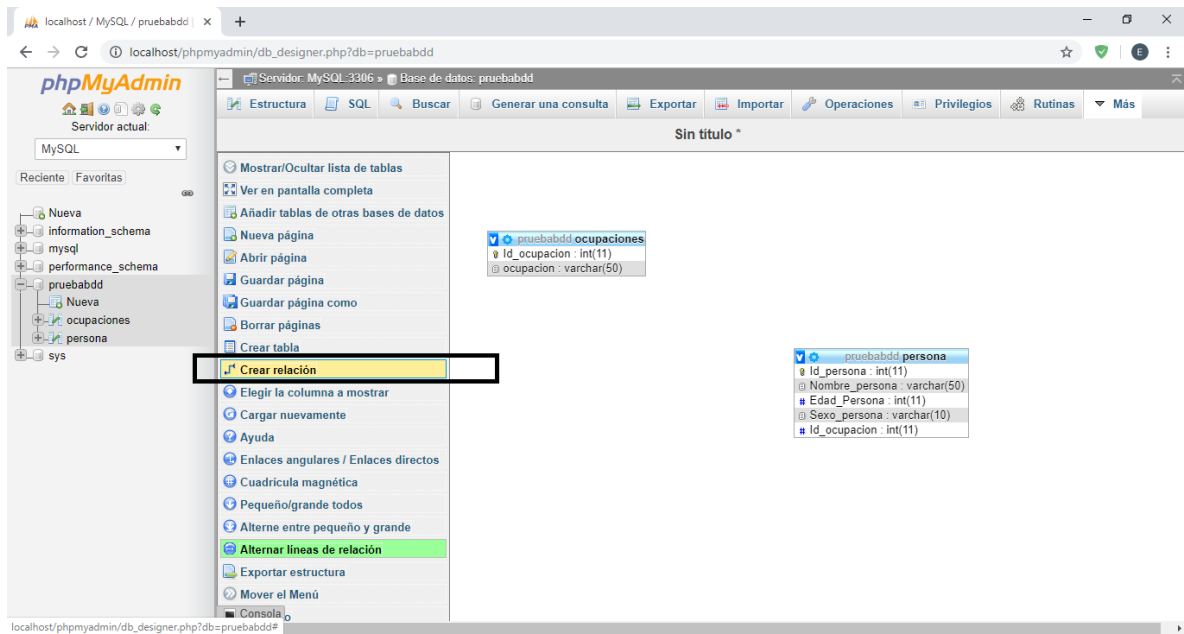 localhost / MySQL / pruebabdd |
localhost/phpmyadmin/db_designer.php?db=pruebabdd
E
phpMyAdmin
Servidor actual:
MySQL
Reciente Favoritas
Nueva
information_schema
mysql
performance_schema
pruebabdd
Nueva
ocupaciones
persona
sys
Servidor: MySQL:3306 » Base de datos: pruebabdd
Estructura SQL Buscar Generar una consulta Exportar Importar Operaciones Privilegios Rutinas Más
Sin título *
Mostrar/Ocultar lista de tablas
Ver en pantalla completa
Añadir tablas de otras bases de datos
Nueva página
Abrir página
Guardar página
Guardar página como
Borrar páginas
Crear tabla
Crear relación
Elegir la columna a mostrar
Cargar nuevamente
Ayuda
Enlaces angulares / Enlaces directos
Cuadrícula magnética
Pequeño/grande todos
Alterne entre pequeño y grande
Alternar líneas de relación
Exportar estructura
Mover el Menú
Consola
pruebabdd ocupaciones
Id_ocupacion : int(11)
ocupacion : varchar(50)
pruebabdd persona
Id_persona : int(11)
Nombre_persona : varchar(50)
Edad_Persona : int(11)
Sexo_persona : varchar(10)
Id_ocupacion : int(11)
localhost/phpmyadmin/db_designer.php?db=pruebabdd#